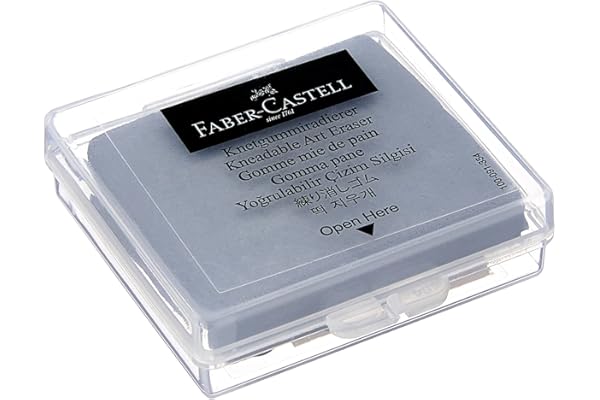 FABER-CASTELL
since 1761
Knetgummiradierer
Kneadable Art Eraser
Gomme mie de pain
Gomma pane
Yoğrulabilir Çizim Silgisi
練り消しゴム
떡 지우개
Open Here